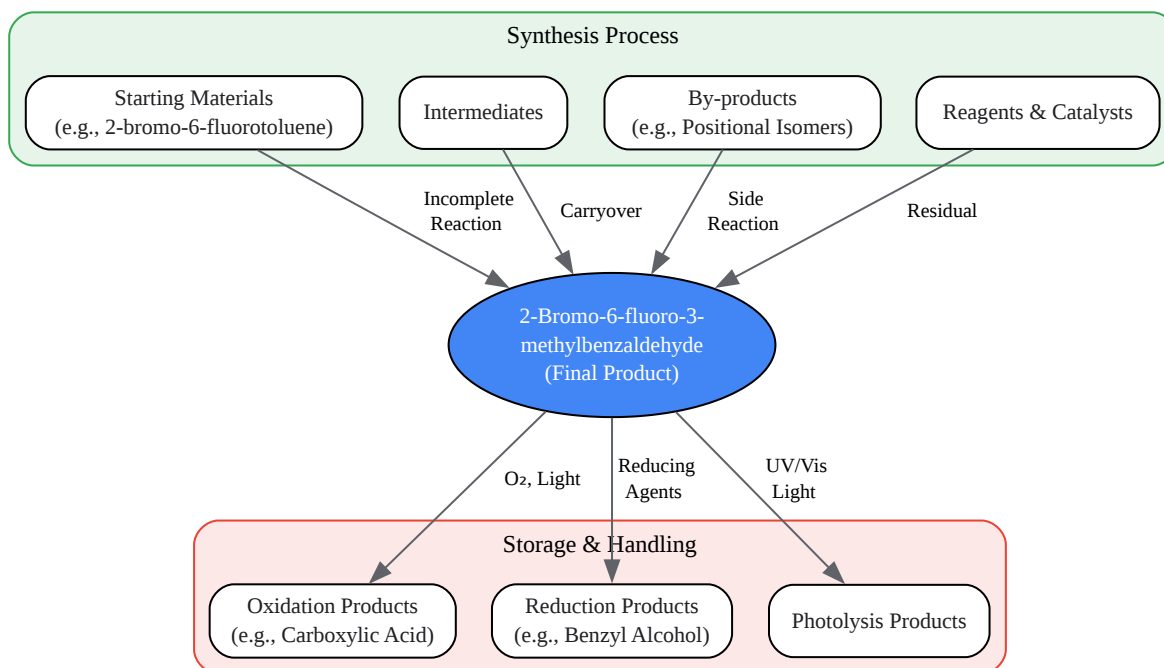 Synthesis Process
Starting Materials
(e.g., 2-bromo-6-fluorotoluene)
Intermediates
By-products
(e.g., Positional Isomers)
Reagents & Catalysts
Incomplete
Reaction
Carryover
Side
Reaction
Residual
2-Bromo-6-fluoro-3-
methylbenzaldehyde
(Final Product)
O₂, Light
Reducing
Agents
UV/Vis
Light
Storage & Handling
Oxidation Products
(e.g., Carboxylic Acid)
Reduction Products
(e.g., Benzyl Alcohol)
Photolysis Products